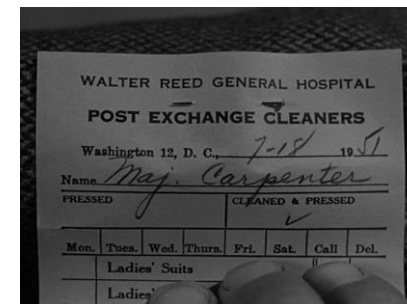 WALTER REED GENERAL HOSPITAL
POST EXCHANGE CLEANERS
Washington 12, D. C., 7-18 1951
Name Maj. Carpenter
PRESSED CLEANED & PRESSED
Mon. Tues. Wed. Thurs. Fri. Sat. Call Del.
Ladies' Suits
Ladies'